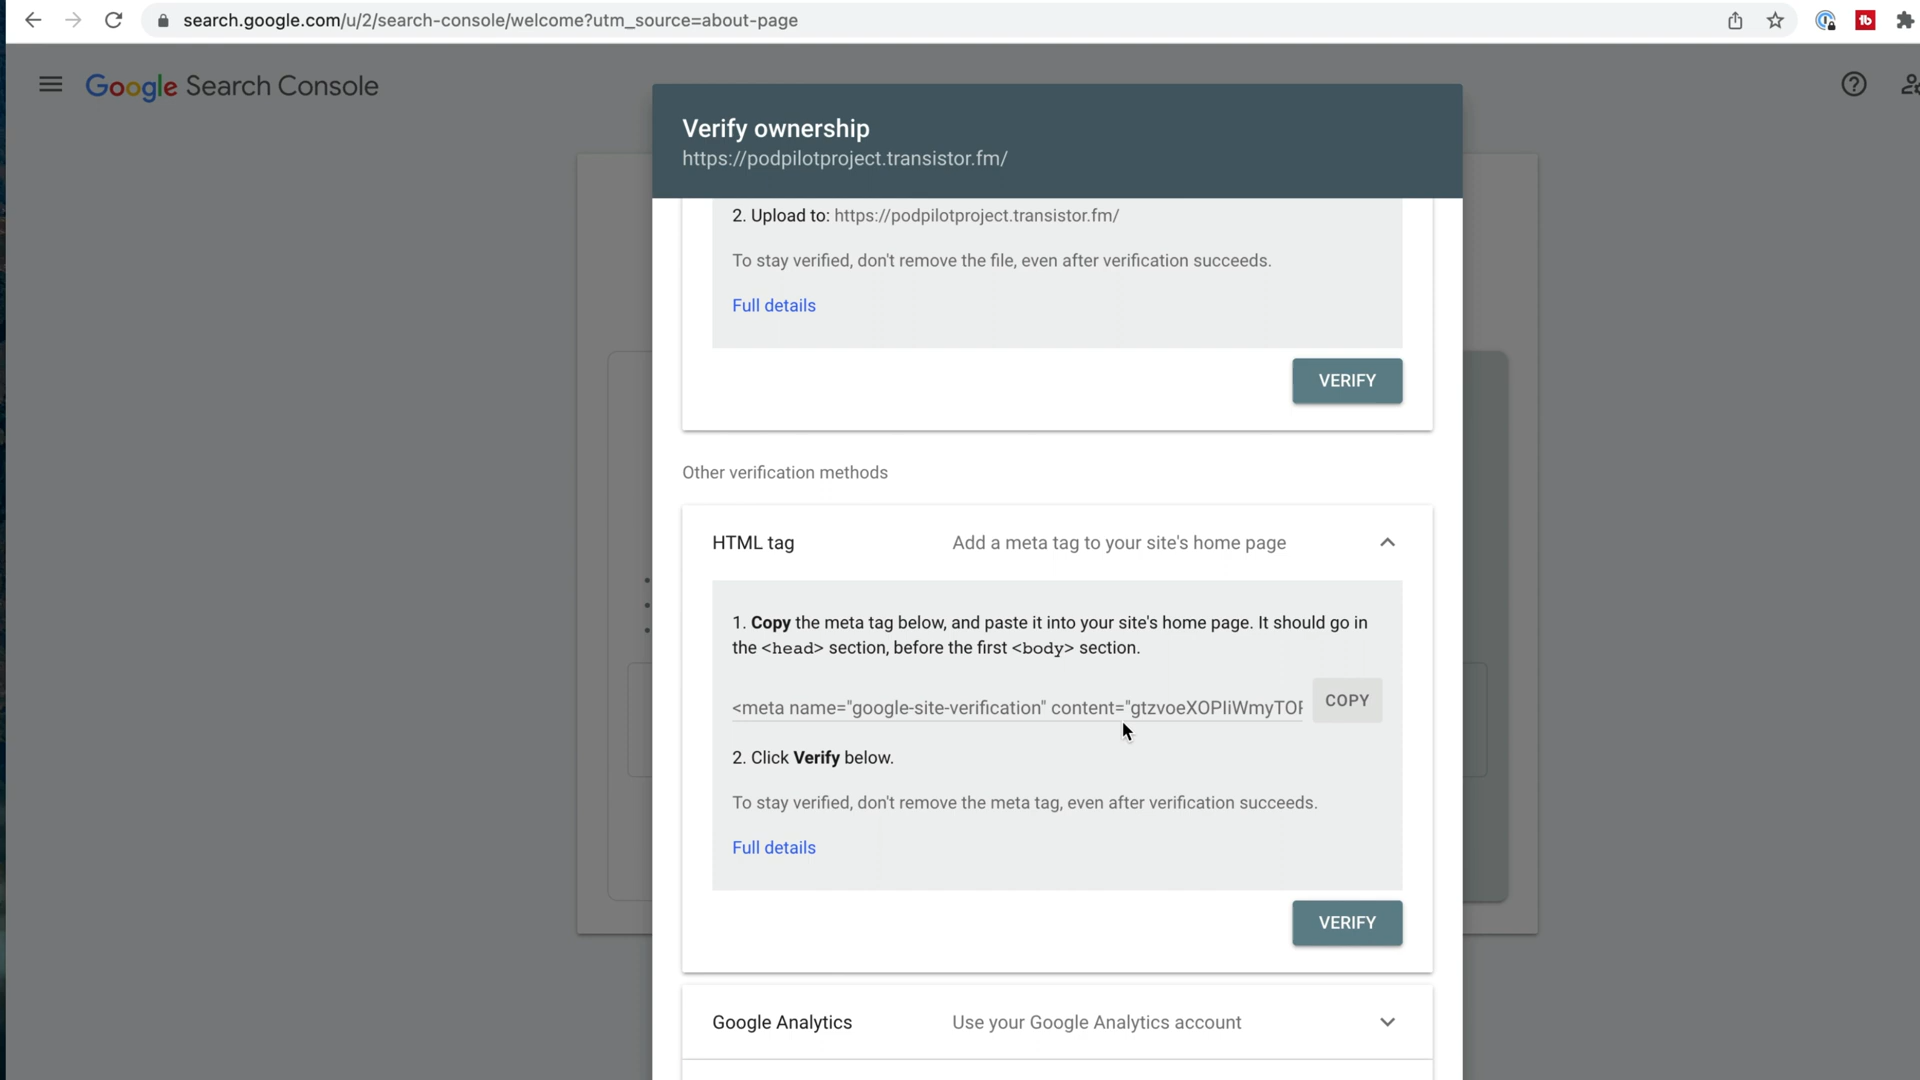 search.google.com/u/2/search-console/welcome?utm_source=about-page
Google Search Console
Verify ownership
https://podpilotproject.transistor.fm/
2. Upload to: https://podpilotproject.transistor.fm/
To stay verified, don't remove the file, even after verification succeeds.
Full details
VERIFY
Other verification methods
HTML tag Add a meta tag to your site's home page
1. Copy the meta tag below, and paste it into your site's home page. It should go in
the <head> section, before the first <body> section.
<meta name="google-site-verification" content="gtzvoeXOPIiWmyTOF
COPY
2. Click Verify below.
To stay verified, don't remove the meta tag, even after verification succeeds.
Full details
VERIFY
Google Analytics Use your Google Analytics account